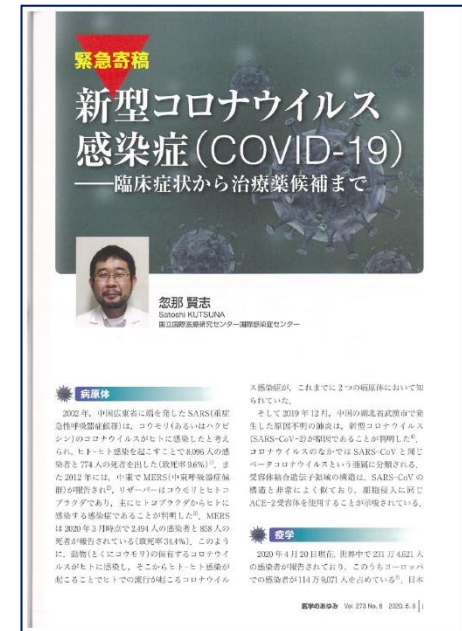 緊急寄稿
新型コロナウイルス
感染症(COVID-19)
──臨床症状から治療薬候補まで
忽那 賢志
Satoshi KUTSUNA
国立国際医療研究センター国際感染症センター
病原体
2002年，中国広東省に端を発したSARS(重症
急性呼吸器症候群)は，コウモリ(あるいはハクビ
シン)のコロナウイルスがヒトに感染したと考え
られ，ヒト-ヒト感染を起こすことで8,096人の感
染者と774人の死者を出した(致死率9.6%)1)．ま
た2012年には，中東でMERS(中東呼吸器症候
群)が報告され2)，リザーバーはコウモリとヒトコ
ブラクダであり，主にヒトコブラクダからヒトに
感染する感染症であることが判明した3)．MERS
は2020年3月時点で2,494人の感染者と858人の
死者が報告されている(致死率34.4%)．このよう
に，動物(とくにコウモリ)の保有するコロナウイ
ルスがヒトに感染し，そこからヒト-ヒト感染が
起こることでヒトでの流行が起こるコロナウイル
ス感染症が，これまでに2つの病原体において知
られていた．
そして2019年12月，中国の湖北省武漢市で発
生した原因不明の肺炎は，新型コロナウイルス
(SARS-CoV-2)が原因であることが判明した4)．
コロナウイルスのなかではSARS-CoVと同じ
ベータコロナウイルスという亜属に分類される．
受容体結合遺伝子領域の構造は，SARS-CoVの
構造と非常によく似ており，細胞侵入に同じ
ACE-2受容体を使用することが示唆されている．
疫学
2020年4月20日現在，世界中で231万4,621人
の感染者が報告されており，このうちヨーロッパ
での感染者が114万9,071人を占めている5)．日本
医学のあゆみ Vol. 273 No. 6 2020. 5. 9